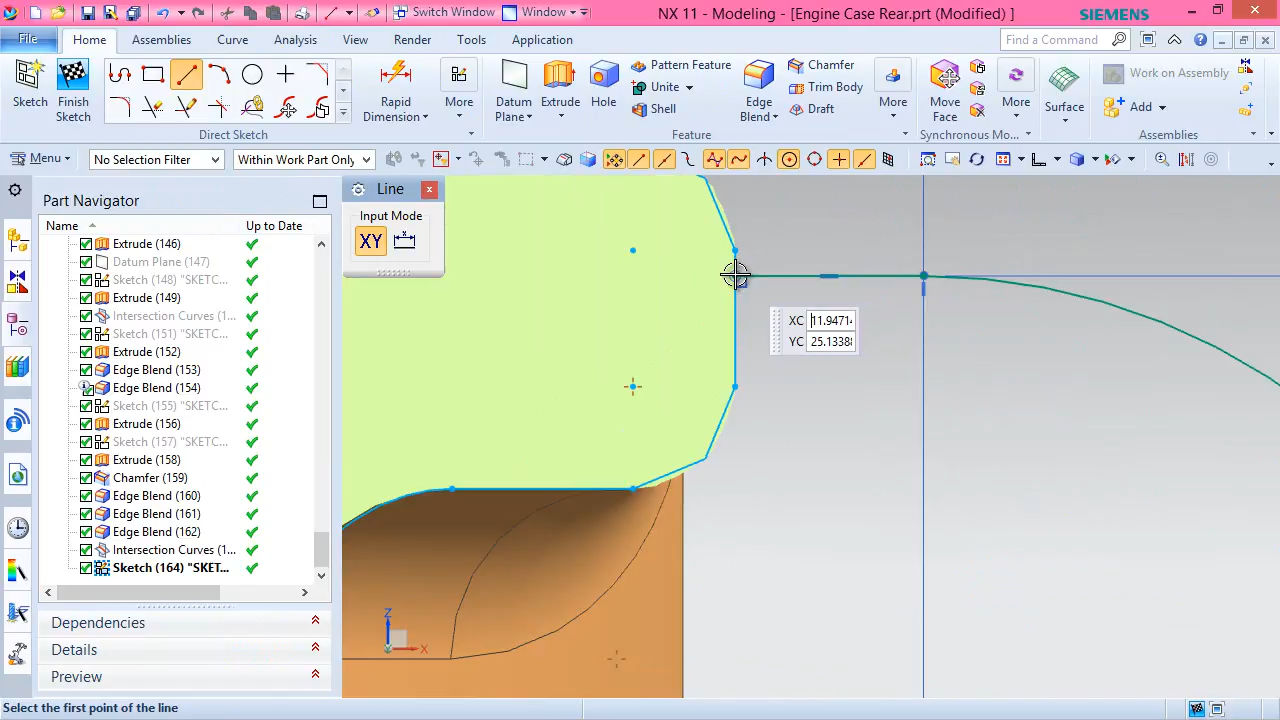 NX 11 - Modeling - [Engine Case Rear.prt (Modified) ]
SIEMENS
Switch Window
Window
File
Home
Assemblies
Curve
Analysis
View
Render
Tools
Application
Find a Command
Sketch
Finish
Sketch
Direct Sketch
Rapid
Dimension
More
Datum
Plane
Extrude
Hole
Pattern Feature
Unite
Shell
Edge
Blend
Chamfer
Trim Body
Draft
More
Feature
Move
Face
More
Synchronous Mo...
Surface
Work on Assembly
Add
Assemblies
Menu
No Selection Filter
Within Work Part Only
Part Navigator
Name
Up to Date
Extrude (146)
Datum Plane (147)
Sketch (148) "SKETC...
Extrude (149)
Intersection Curves (1...
Sketch (151) "SKETC...
Extrude (152)
Edge Blend (153)
Edge Blend (154)
Sketch (155) "SKETC...
Extrude (156)
Sketch (157) "SKETC...
Extrude (158)
Chamfer (159)
Edge Blend (160)
Edge Blend (161)
Edge Blend (162)
Intersection Curves (1...
Sketch (164) "SKET...
Dependencies
Details
Preview
Line
Input Mode
XY
XC
11.9471
YC
25.1338
Z
X
Select the first point of the line